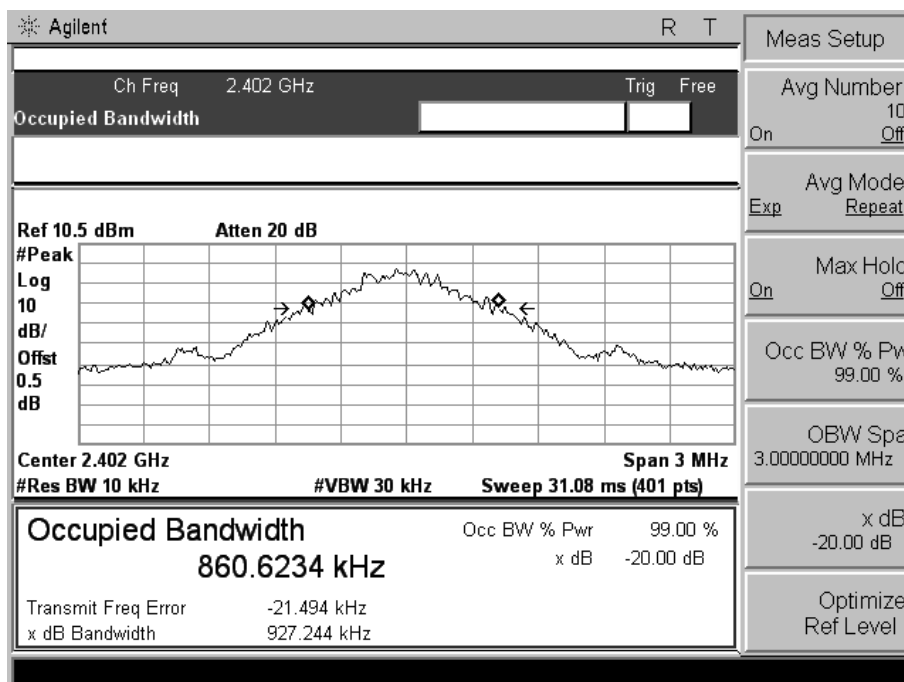 Agilent R T
Ch Freq 2.402 GHz Trig Free
Occupied Bandwidth
Ref 10.5 dBm Atten 20 dB
#Peak
Log
10
dB/
Offst
0.5
dB
Center 2.402 GHz Span 3 MHz
#Res BW 10 kHz #VBW 30 kHz Sweep 31.08 ms (401 pts)
Occupied Bandwidth
860.6234 kHz
Occ BW % Pwr 99.00 %
x dB -20.00 dB
Transmit Freq Error -21.494 kHz
x dB Bandwidth 927.244 kHz
Meas Setup
Avg Number
10
On Off
Avg Mode
Exp Repeat
Max Hold
On Off
Occ BW % Pw
99.00 %
OBW Spa
3.00000000 MHz
x dB
-20.00 dB
Optimize
Ref Level